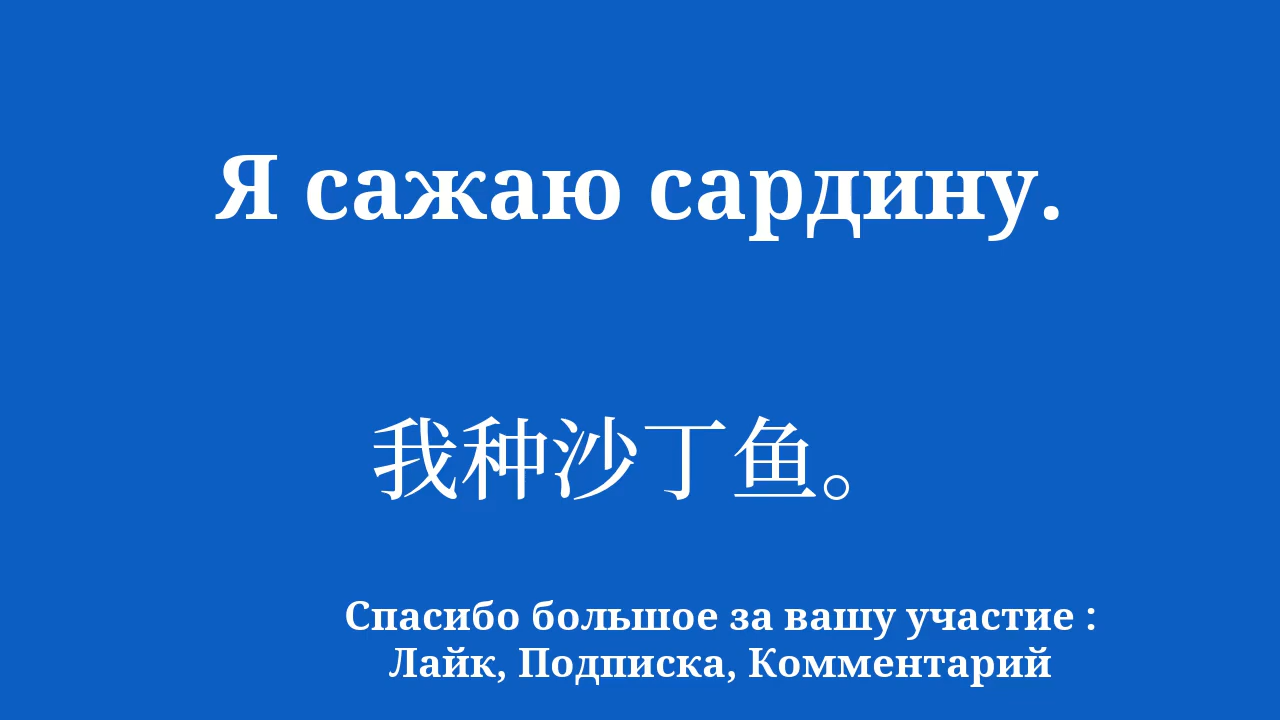 Я сажаю сардину.
我种沙丁鱼。
Спасибо большое за вашу участие :
Лайк, Подписка, Комментарий